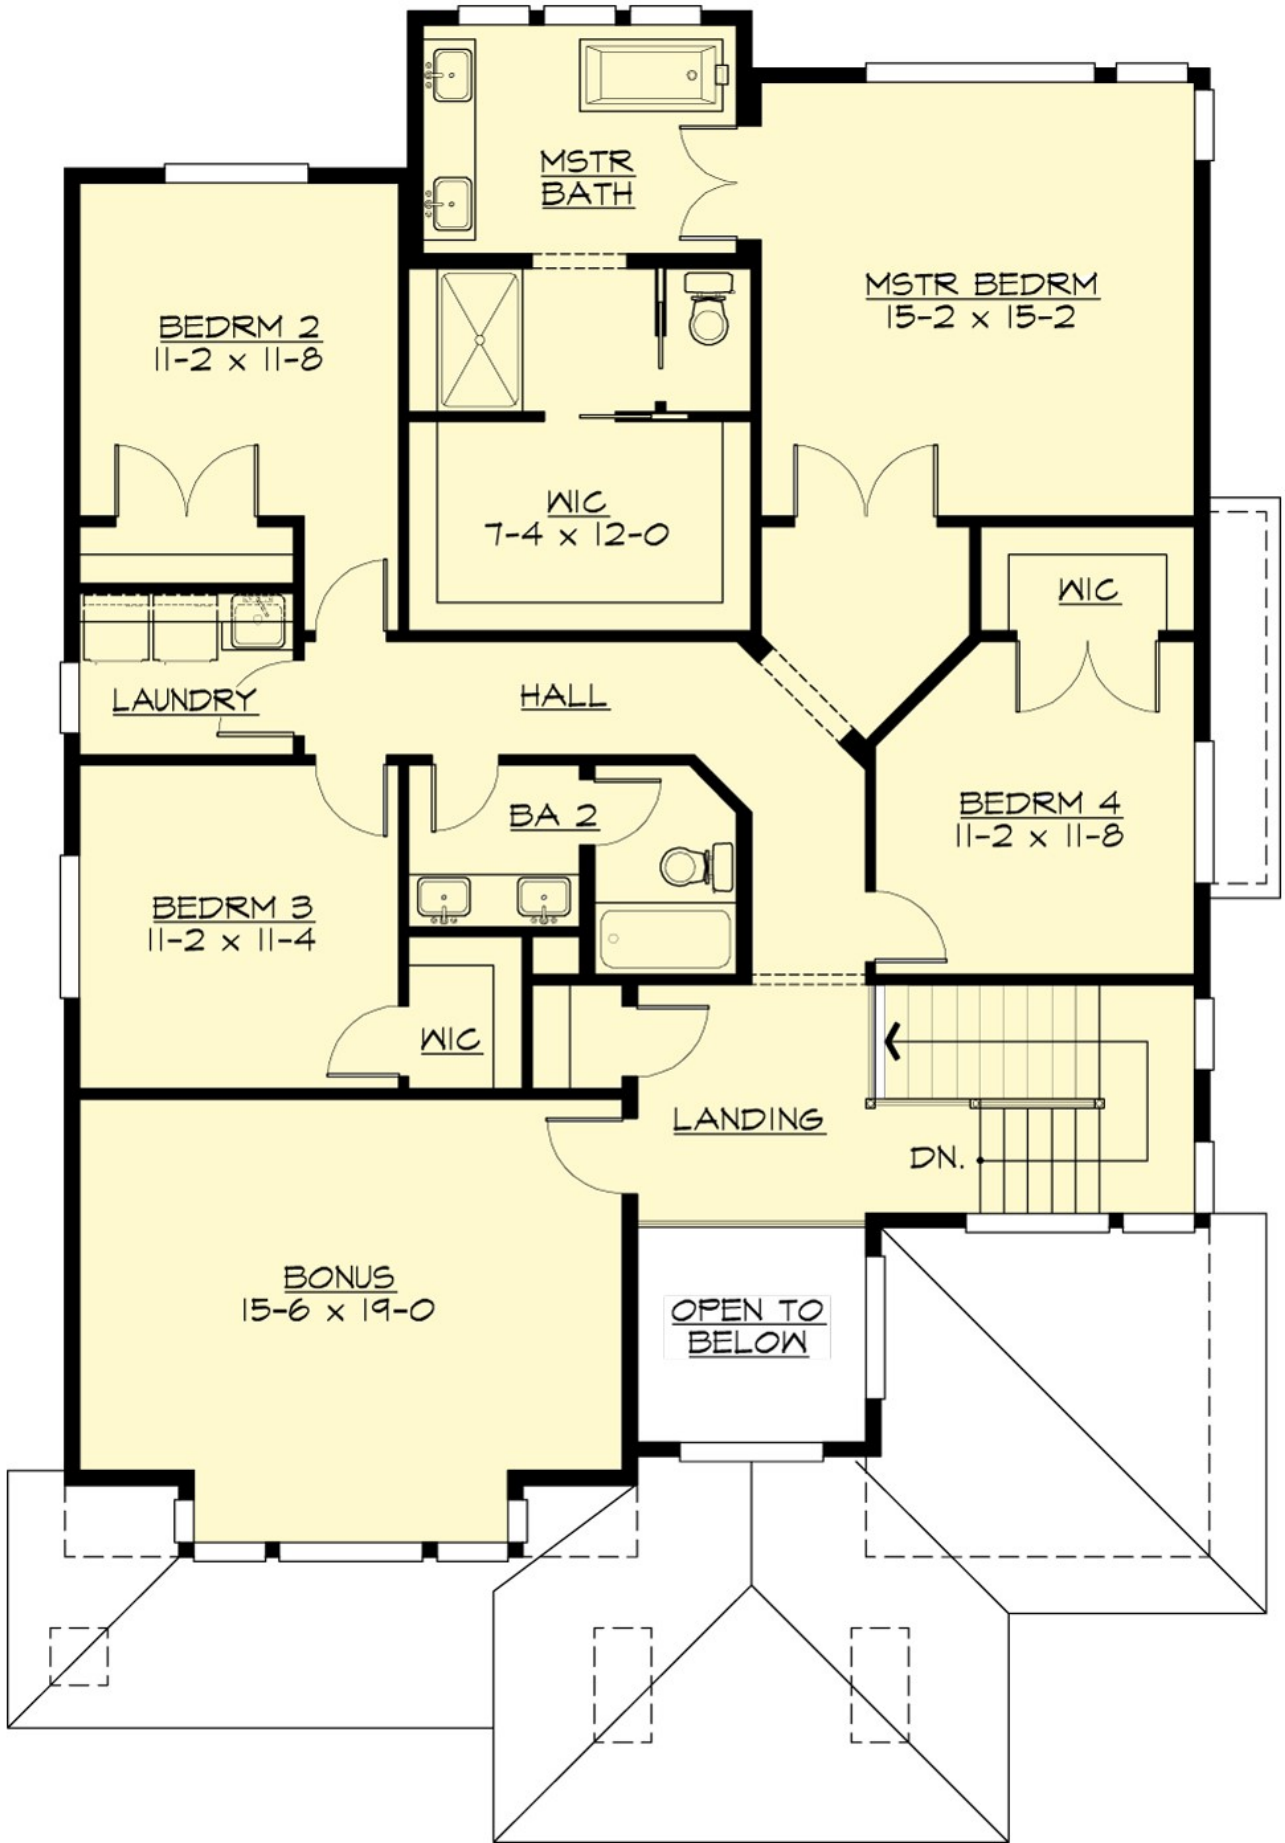 MSTR
BATH
MSTR BEDRM
15-2 x 15-2
BEDRM 2
11-2 x 11-8
WIC
7-4 x 12-0
WIC
LAUNDRY
HALL
BEDRM 4
11-2 x 11-8
BA 2
BEDRM 3
11-2 x 11-4
WIC
LANDING
DN.
BONUS
15-6 x 19-0
OPEN TO
BELOW